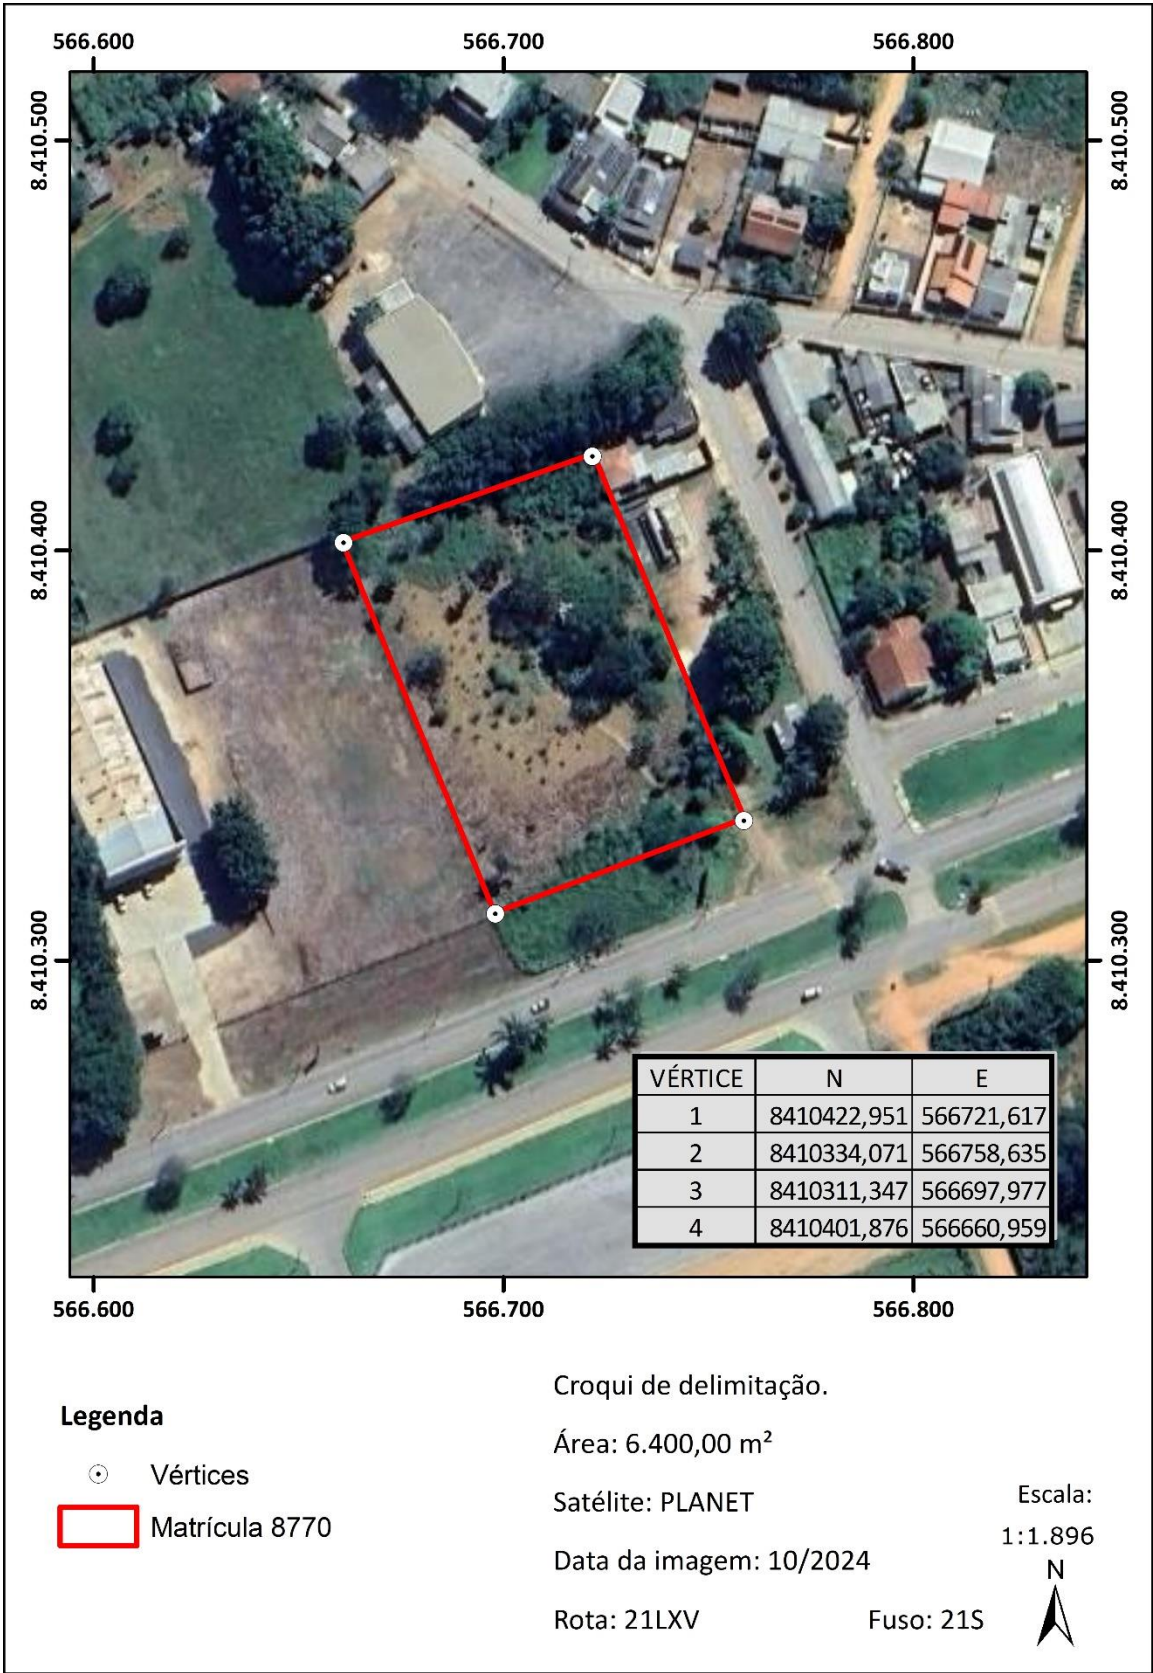 566.600 566.700 566.800
8.410.500 8.410.500
8.410.400 8.410.400
8.410.300 8.410.300
VÉRTICE N E
1 8410422,951 566721,617
2 8410334,071 566758,635
3 8410311,347 566697,977
4 8410401,876 566660,959
566.600 566.700 566.800
Legenda
Vértices
Matrícula 8770
Croqui de delimitação.
Área: 6.400,00 m²
Satélite: PLANET
Data da imagem: 10/2024
Rota: 21LXV Fuso: 21S
Escala:
1:1.896
N